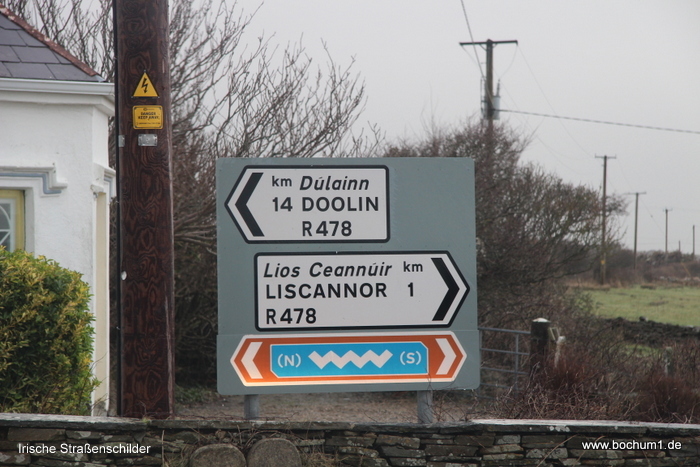 DANGER
KEEP AWAY
km Dúlainn
14 DOOLIN
R478
Lios Ceannúir km
LISCANNOR 1
R478
(N) (S)
Irische Straßenschilder
www.bochum1.de